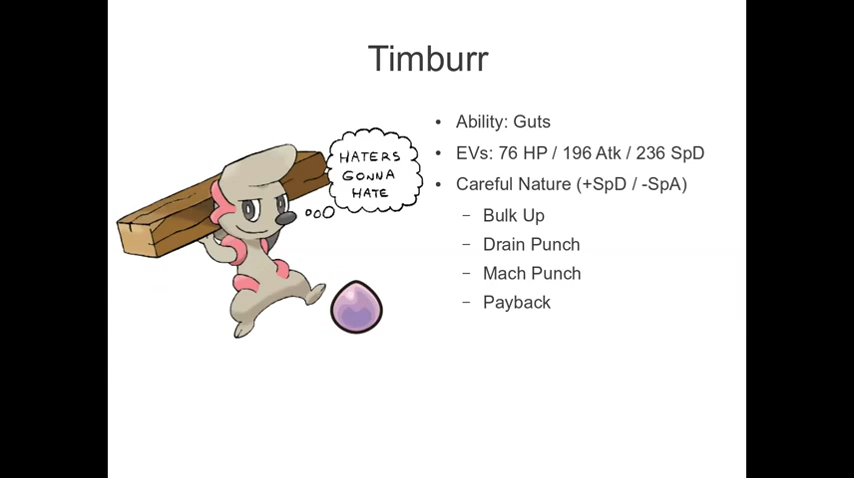 Timburr
HATERS
GONNA
HATE
• Ability: Guts
• EVs: 76 HP / 196 Atk / 236 SpD
• Careful Nature (+SpD / -SpA)
– Bulk Up
– Drain Punch
– Mach Punch
– Payback